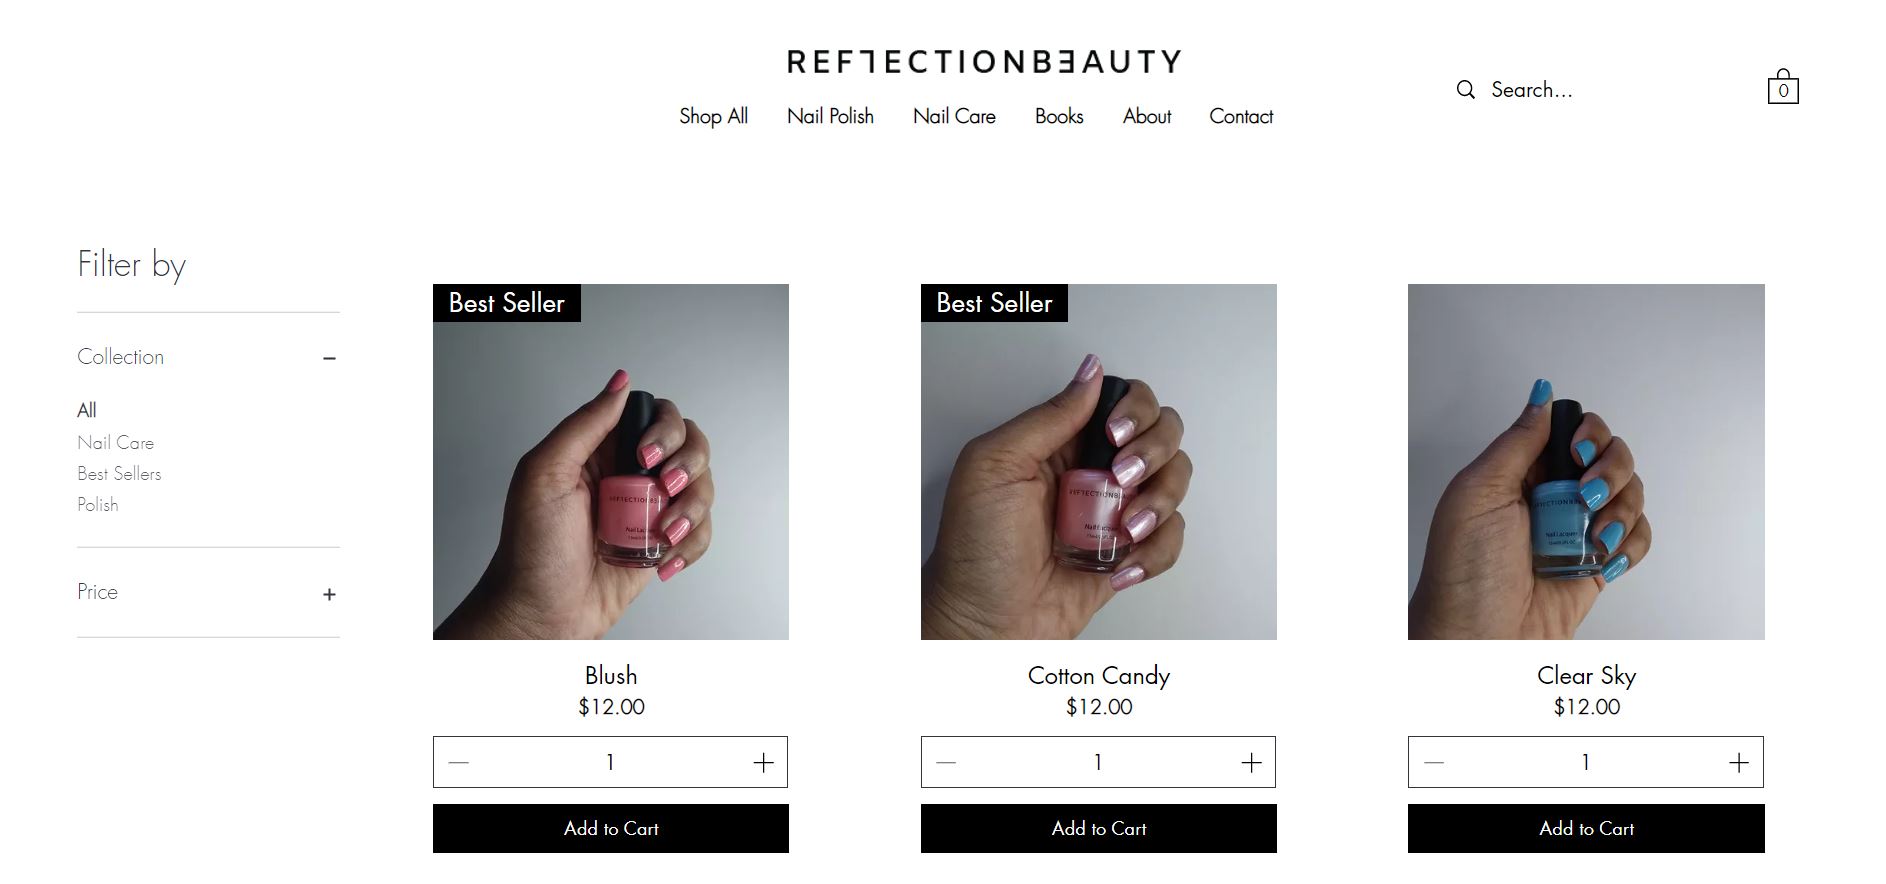 REFLECTIONBEAUTY
Search...
0
Shop All Nail Polish Nail Care Books About Contact
Filter by
Collection
All
Nail Care
Best Sellers
Polish
Price
Best Seller
Blush
$12.00
1
Add to Cart
Best Seller
Cotton Candy
$12.00
1
Add to Cart
Clear Sky
$12.00
1
Add to Cart